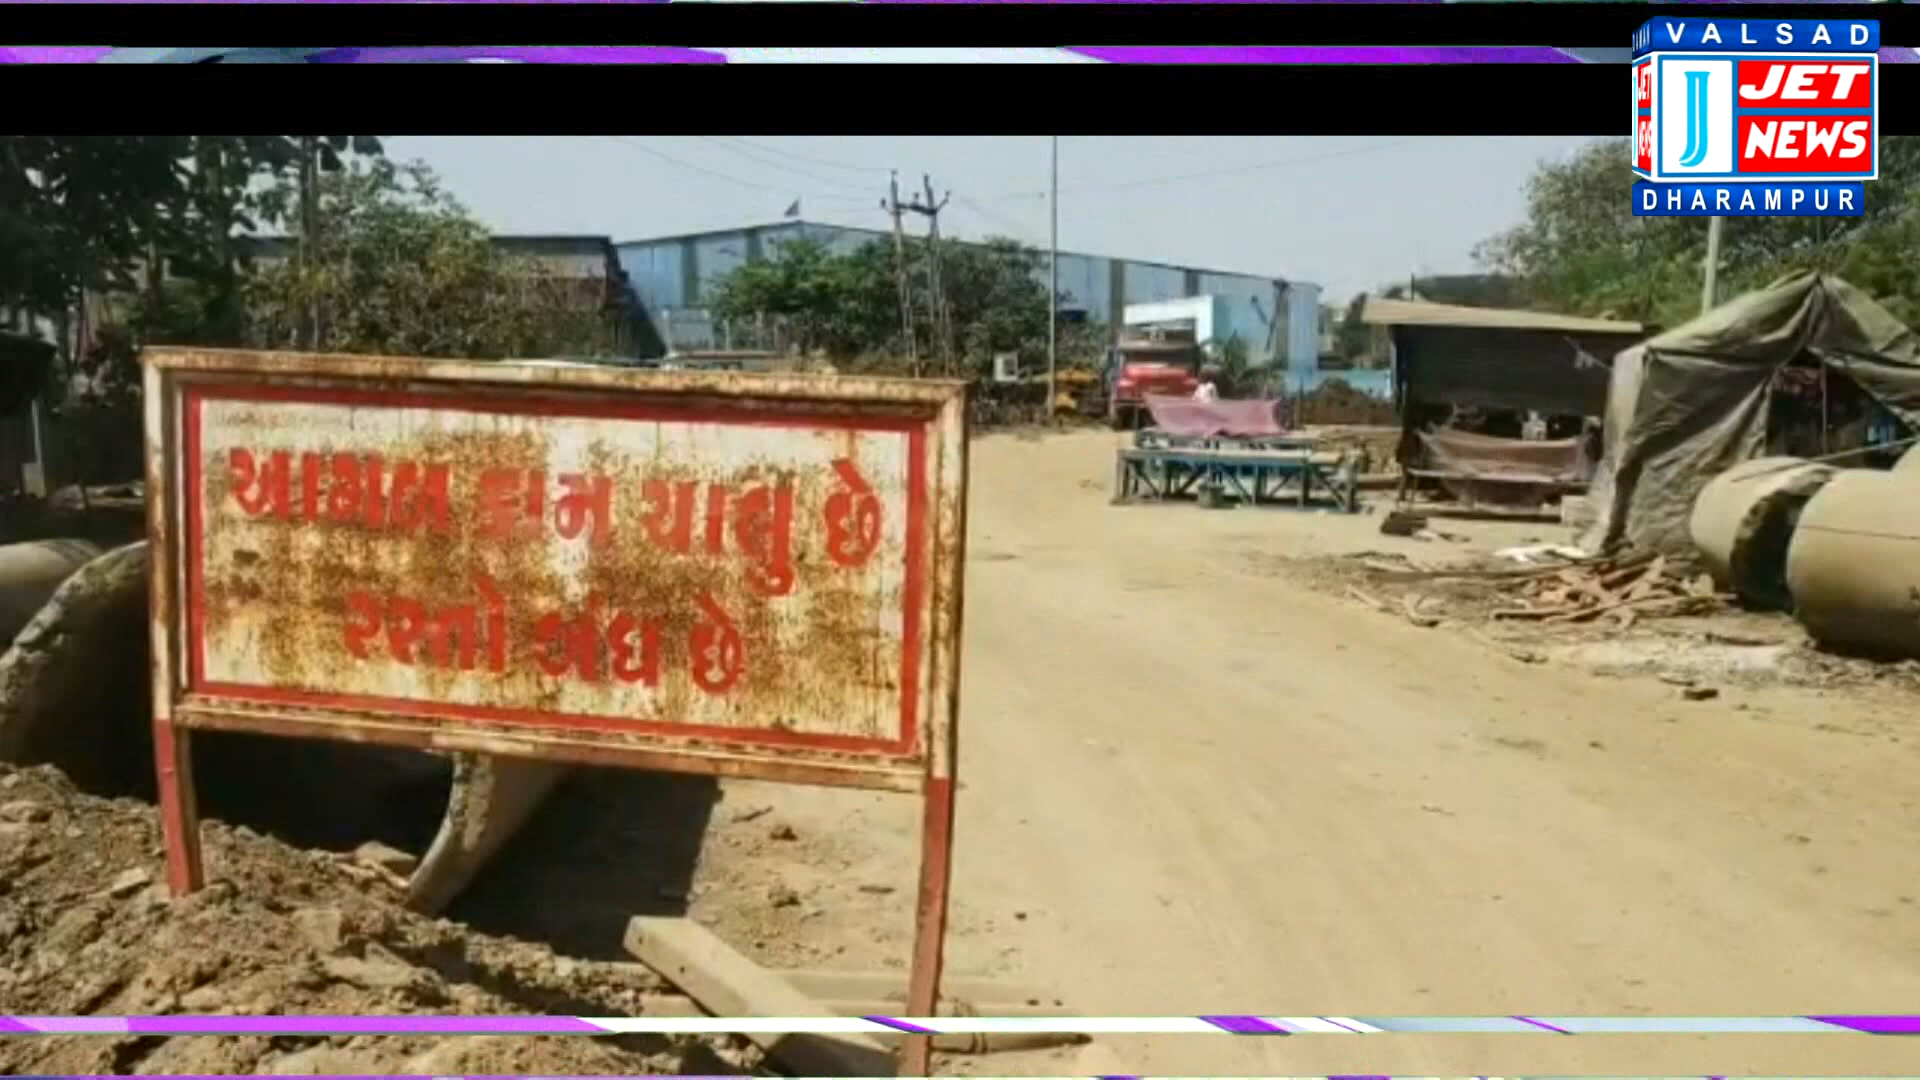 VALSAD
JET
NEWS
DHARAMPUR
આગળ કામ ચાલુ છે
રસ્તો બંધ છે